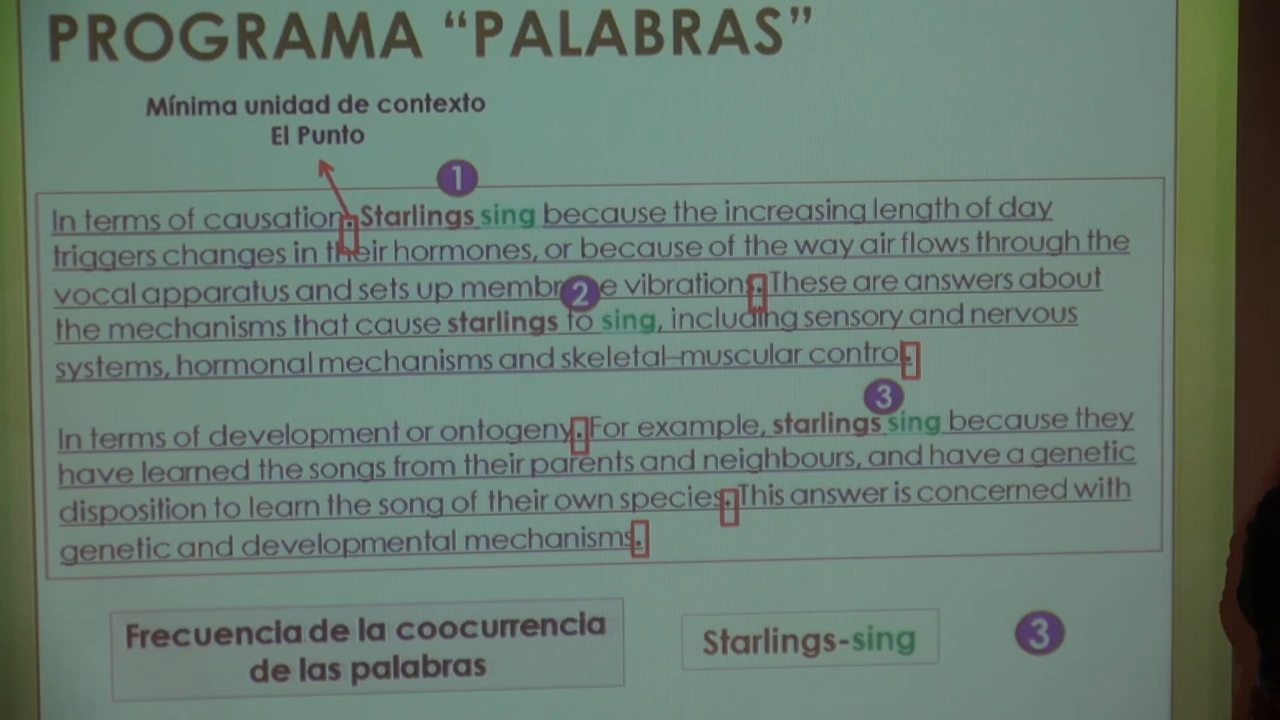 PROGRAMA “PALABRAS”
Mínima unidad de contexto
El Punto
1
In terms of causation. Starlings sing because the increasing length of day
triggers changes in their hormones, or because of the way air flows through the
vocal apparatus and sets up vibration. These are answers about
2
the mechanisms that cause starlings to sing, including sensory and nervous
systems, hormonal mechanisms and skeletal–muscular control.
3
In terms of development or ontogeny. For example, starlings sing because they
have learned the songs from their parents and neighbours, and have a genetic
disposition to learn the song of their own species. This answer is concerned with
genetic and developmental mechanisms.
Frecuencia de la coocurrencia
de las palabras
Starlings-sing
3